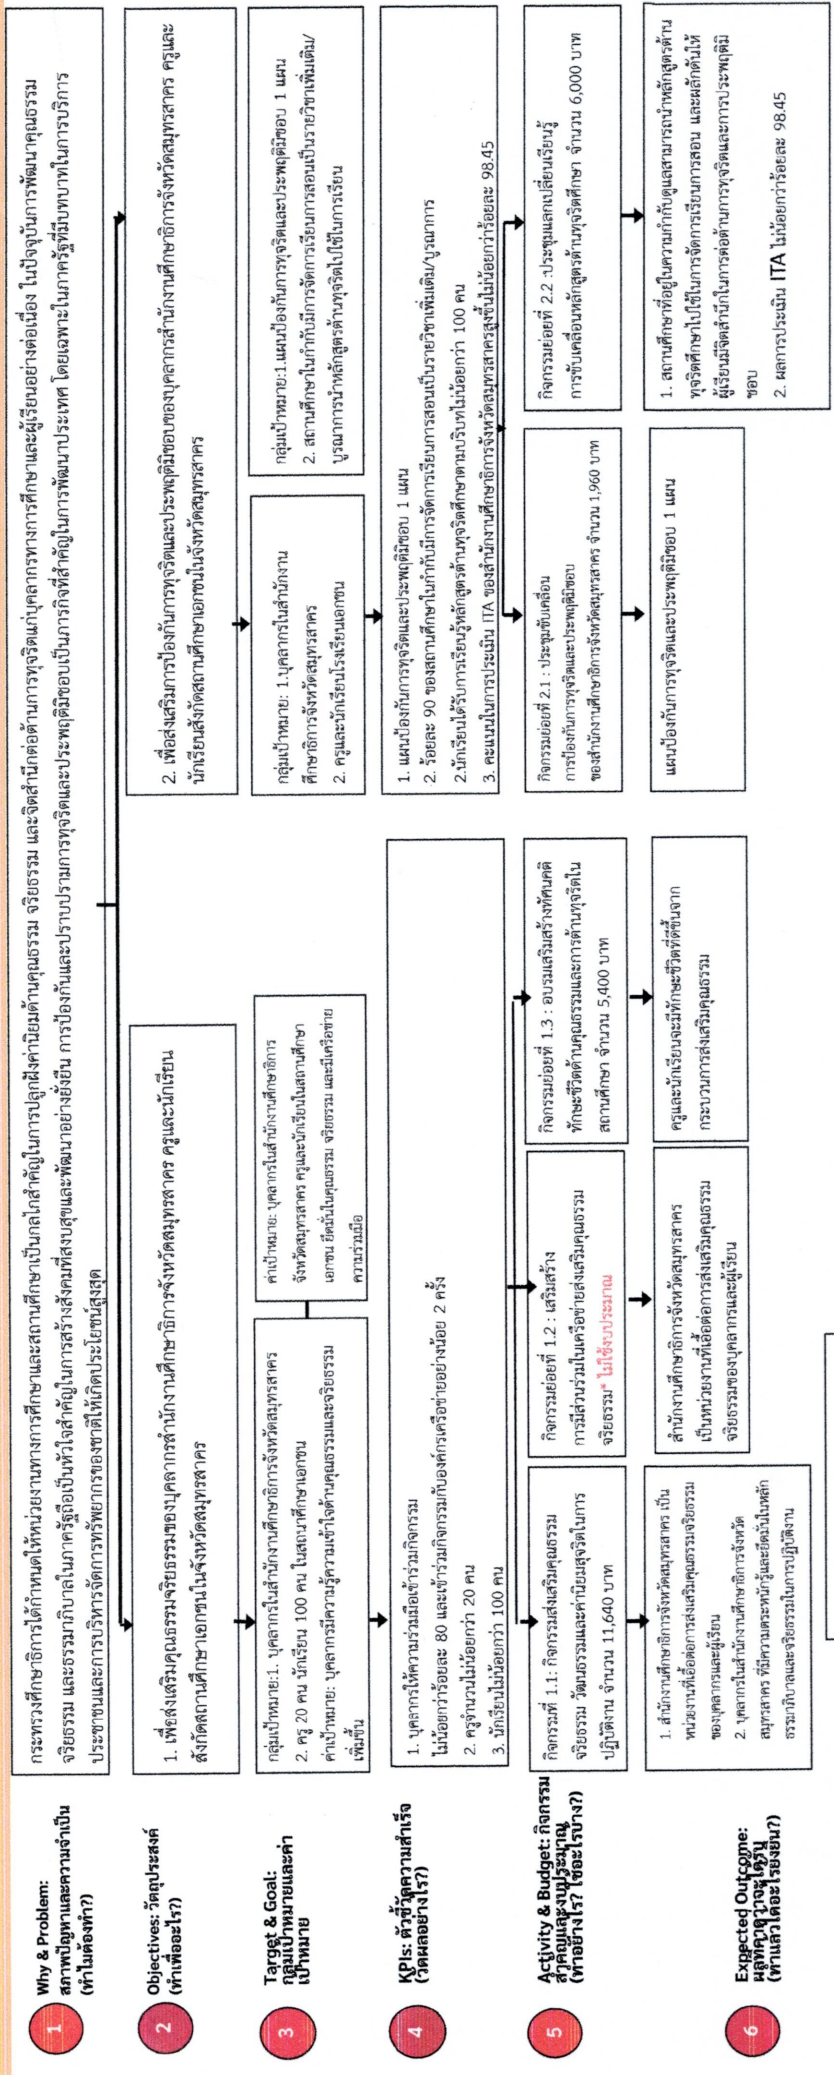 1
Why & Problem:
สภาพปัญหาและความจำเป็น
(ทำไมต้องทำ?)
กระทรวงศึกษาธิการได้กำหนดให้หน่วยงานทางการศึกษาและสถานศึกษาเป็นกลไกสำคัญในการปลูกฝังค่านิยมด้านคุณธรรม จริยธรรม และจิตสำนึกต่อต้านการทุจริตแก่บุคลากรทางการศึกษาและผู้เรียนอย่างต่อเนื่อง ในปัจจุบันการพัฒนาคุณธรรม
จริยธรรม และธรรมาภิบาลในภาครัฐถือเป็นหัวใจสำคัญในการสร้างสังคมที่สงบสุขและพัฒนาอย่างยั่งยืน การป้องกันและปราบปรามการทุจริตและประพฤติมิชอบเป็นภารกิจที่สำคัญในการพัฒนาประเทศ โดยเฉพาะในภาครัฐที่มีบทบาทในการบริการ
ประชาชนและการบริหารจัดการทรัพยากรของชาติให้เกิดประโยชน์สูงสุด
2
Objectives: วัตถุประสงค์
(ทำเพื่ออะไร?)
1. เพื่อส่งเสริมคุณธรรมจริยธรรมของบุคลากรสำนักงานศึกษาธิการจังหวัดสมุทรสาคร ครูและนักเรียน
สังกัดสถานศึกษาเอกชนในจังหวัดสมุทรสาคร
2. เพื่อส่งเสริมการป้องกันการทุจริตและประพฤติมิชอบของบุคลากรสำนักงานศึกษาธิการจังหวัดสมุทรสาคร ครูและ
นักเรียนสังกัดสถานศึกษาเอกชนในจังหวัดสมุทรสาคร
3
Target & Goal:
กลุ่มเป้าหมายและค่า
เป้าหมาย
กลุ่มเป้าหมาย:1. บุคลากรในสำนักงานศึกษาธิการจังหวัดสมุทรสาคร
2. ครู 20 คน นักเรียน 100 คน ในสถาศึกษาเอกชน
ค่าเป้าหมาย: บุคลากรมีความรู้ความเข้าใจด้านคุณธรรมและจริยธรรม
เพิ่มขึ้น
ค่าเป้าหมาย: บุคลากรในสำนักงานศึกษาธิการ
จังหวัดสมุทรสาคร ครูและนักเรียนในสถานศึกษา
เอกชน ยึดมั่นในคุณธรรม จริยธรรม และมีเครือข่าย
ความร่วมมือ
กลุ่มเป้าหมาย: 1.บุคลากรในสำนักงาน
ศึกษาธิการจังหวัดสมุทรสาคร
2. ครูและนักเรียนโรงเรียนเอกชน
กลุ่มเป้าหมาย:1.แผนป้องกันการทุจริตและประพฤติมิชอบ 1 แผน
2. สถานศึกษาในกำกับมีการจัดการเรียนการสอนเป็นรายวิชาเพิ่มเติม/
บูรณาการนำหลักสูตรต้านทุจริตไปใช้ในการเรียน
4
KPIs: ตัวชี้วัดความสำเร็จ
(วัดผลอย่างไร?)
1. บุคลากรให้ความร่วมมือเข้าร่วมกิจกรรม
ไม่น้อยกว่าร้อยละ 80 และเข้าร่วมกิจกรรมกับองค์กรเครือข่ายอย่างน้อย 2 ครั้ง
2. ครูจำนวนไม่น้อยกว่า 20 คน
3. นักเรียนไม่น้อยกว่า 100 คน
1. แผนป้องกันการทุจริตและประพฤติมิชอบ 1 แผน
2. ร้อยละ 90 ของสถานศึกษาในกำกับมีการจัดการเรียนการสอนเป็นรายวิชาเพิ่มเติม/บูรณาการ
2.นักเรียนได้รับการเรียนรู้หลักสูตรต้านทุจริตศึกษาตามบริบทไม่น้อยกว่า 100 คน
3. คะแนนในการประเมิน ITA ของสำนักงานศึกษาธิการจังหวัดสมุทรสาครสูงขึ้นไม่น้อยกว่าร้อยละ 98.45
5
Activity & Budget: กิจกรรม
สำคัญและงบประมาณ
(ทำอย่างไร? ใช้อะไรบ้าง?)
กิจกรรมที่ 1.1: กิจกรรมส่งเสริมคุณธรรม
จริยธรรม วัฒนธรรมและค่านิยมสุจริตในการ
ปฏิบัติงาน จำนวน 11,640 บาท
กิจกรรมย่อยที่ 1.2 : เสริมสร้าง
การมีส่วนร่วมในเครือข่ายส่งเสริมคุณธรรม
จริยธรรม* ไม่ใช้งบประมาณ
กิจกรรมย่อยที่ 1.3 : อบรมเสริมสร้างทัศนคติ
ทักษะชีวิตด้านคุณธรรมและการต้านทุจริตใน
สถานศึกษา จำนวน 5,400 บาท
กิจกรรมย่อยที่ 2.1 : ประชุมขับเคลื่อน
การป้องกันการทุจริตและประพฤติมิชอบ
ของสำนักงานศึกษาธิการจังหวัดสมุทรสาคร จำนวน 1,960 บาท
กิจกรรมย่อยที่ 2.2 :ประชุมแลกเปลี่ยนเรียนรู้
การขับเคลื่อนหลักสูตรต้านทุจริตศึกษา จำนวน 6,000 บาท
6
Expected Outcome:
ผลที่คาดว่าจะได้รับ
(ทำแล้วได้อะไรยั่งยืน?)
1. สำนักงานศึกษาธิการจังหวัดสมุทรสาคร เป็น
หน่วยงานที่เอื้อต่อการส่งเสริมคุณธรรมจริยธรรม
ของบุคลากรและผู้เรียน
2. บุคลากรในสำนักงานศึกษาธิการจังหวัด
สมุทรสาคร ที่มีความตระหนักรู้และยึดมั่นในหลัก
ธรรมาภิบาลและจริยธรรมในการปฏิบัติงาน
สำนักงานศึกษาธิการจังหวัดสมุทรสาคร
เป็นหน่วยงานที่เอื้อต่อการส่งเสริมคุณธรรม
จริยธรรมของบุคลากรและผู้เรียน
ครูและนักเรียนจะมีทักษะชีวิตที่ดีขึ้นจาก
กระบวนการส่งเสริมคุณธรรม
แผนป้องกันการทุจริตและประพฤติมิชอบ 1 แผน
1. สถานศึกษาที่อยู่ในความกำกับดูแลสามารถนำหลักสูตรต้าน
ทุจริตศึกษาไปใช้ในการจัดการเรียนการสอน และผลักดันให้
ผู้เรียนมีจิตสำนึกในการต่อต้านการทุจริตและการประพฤติมิ
ชอบ
2. ผลการประเมิน ITA ไม่น้อยกว่าร้อยละ 98.45